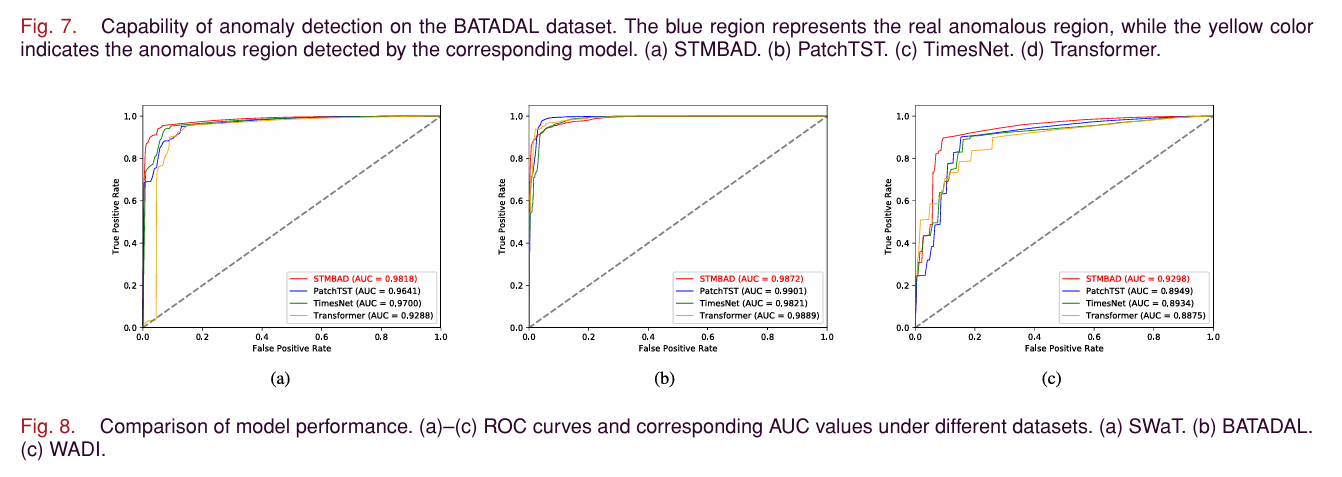 Fig. 7. Capability of anomaly detection on the BATADAL dataset. The blue region represents the real anomalous region, while the yellow color
indicates the anomalous region detected by the corresponding model. (a) STMBAD. (b) PatchTST. (c) TimesNet. (d) Transformer.
True Positive Rate
1.0
0.8
0.6
0.4
0.2
0.0
STMBAD (AUC = 0.9818)
PatchTST (AUC = 0.9641)
TimesNet (AUC = 0.9700)
Transformer (AUC = 0.9288)
0.0 0.2 0.4 0.6 0.8 1.0
False Positive Rate
(a)
True Positive Rate
1.0
0.8
0.6
0.4
0.2
0.0
STMBAD (AUC = 0.9872)
PatchTST (AUC = 0.9901)
TimesNet (AUC = 0.9821)
Transformer (AUC = 0.9889)
0.0 0.2 0.4 0.6 0.8 1.0
False Positive Rate
(b)
True Positive Rate
1.0
0.8
0.6
0.4
0.2
0.0
STMBAD (AUC = 0.9298)
PatchTST (AUC = 0.8949)
TimesNet (AUC = 0.8934)
Transformer (AUC = 0.8875)
0.0 0.2 0.4 0.6 0.8 1.0
False Positive Rate
(c)
Fig. 8. Comparison of model performance. (a)–(c) ROC curves and corresponding AUC values under different datasets. (a) SWaT. (b) BATADAL.
(c) WADI.